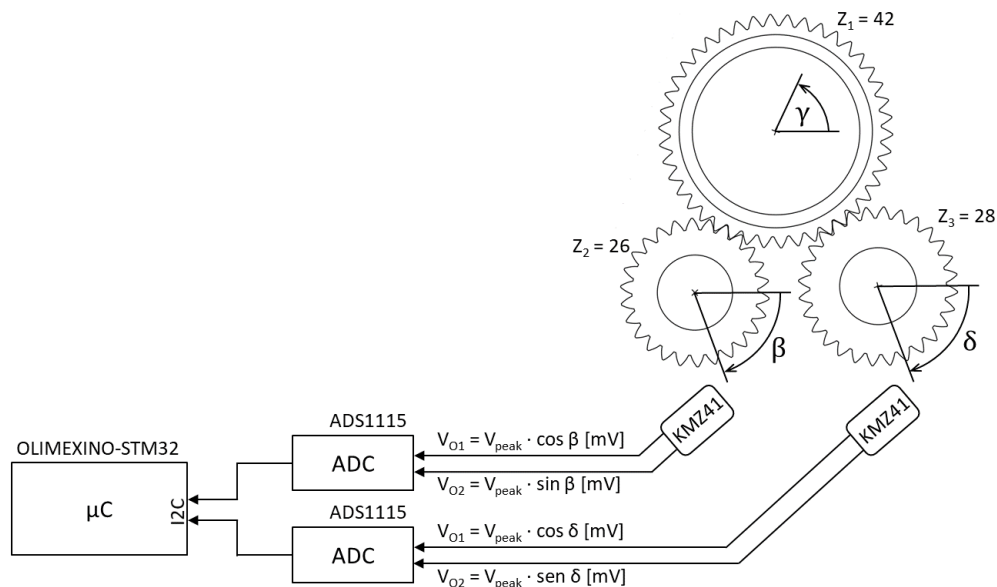 Z1 = 42
γ
Z2 = 26
Z3 = 28
β
δ
KMZ41
KMZ41
OLIMEXINO-STM32
µC
I2C
ADS1115
ADC
VO1 = Vpeak · cos β [mV]
VO2 = Vpeak · sin β [mV]
ADS1115
ADC
VO1 = Vpeak · cos δ [mV]
VO2 = Vpeak · sen δ [mV]